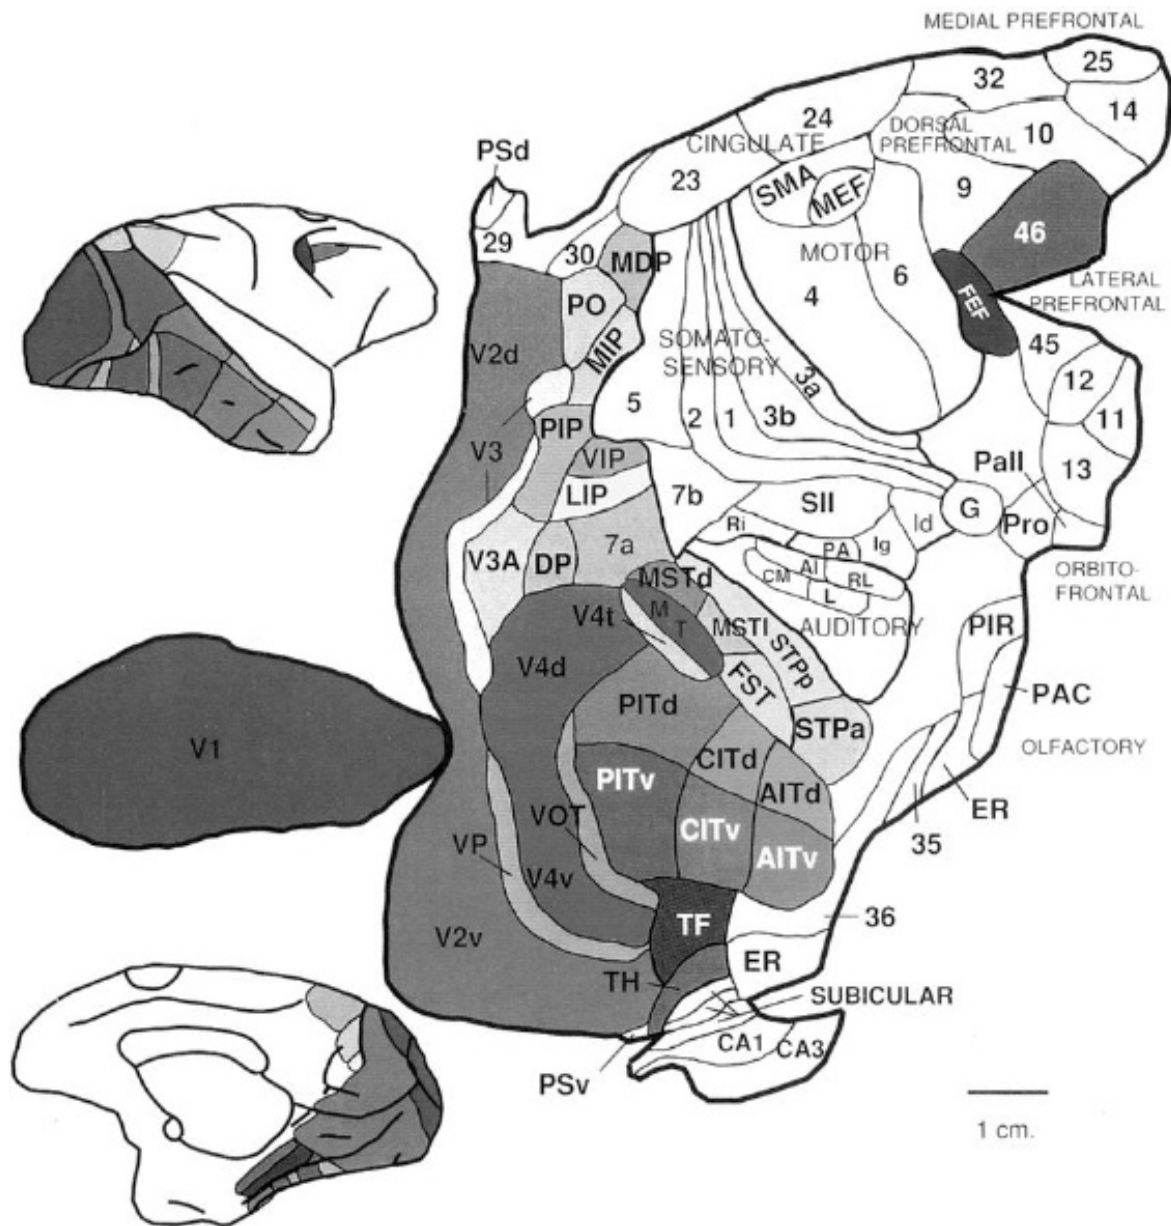 MEDIAL PREFRONTAL
25
32
14
24
DORSAL
PREFRONTAL
10
CINGULATE
PSd
23
SMA
MEF
9
46
29
30
MDP
MOTOR
6
LATERAL
PREFRONTAL
PO
4
FEF
V2d
MIP
SOMATO-
SENSORY
45
3a
12
5
2
1
3b
11
PIP
V3
VIP
Pall
13
LIP
7b
SII
G
Id
Pro
Ri
V3A
DP
7a
PA
Ig
AI
RL
CM
L
MSTd
ORBITO-
FRONTAL
M
T
V4t
MSTl
AUDITORY
PIR
STPp
V4d
FST
PITd
PAC
V1
STPa
OLFACTORY
CITd
PITv
AITd
ER
VOT
CITv
AITv
35
VP
V4v
TF
36
V2v
ER
TH
SUBICULAR
CA1
CA3
PSv
1 cm.